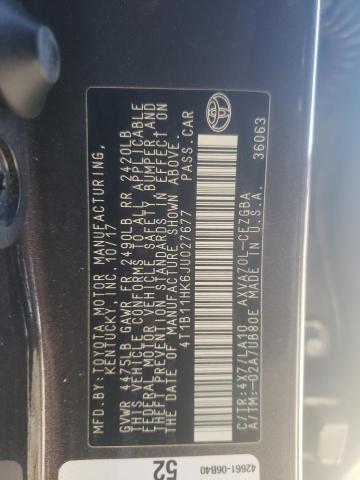 MFD.BY: TOYOTA MOTOR MANUFACTURING,
KENTUCKY, INC. 10/17
GVWR 4475LB GAWR FR 2490LB RR 2420LB
THIS VEHICLE CONFORMS TO ALL APPLICABLE
FEDERAL MOTOR VEHICLE SAFETY, BUMPER, AND
THEFT PREVENTION STANDARDS IN EFFECT ON
THE DATE OF MANUFACTURE SHOWN ABOVE.
4T1B11HK6JU027677 PASS.CAR
C/TR: 4X7/LA10 AXVA70L-CEZGBA
A/TM: -02A/UB80E MADE IN U.S.A.
36063
42661-06B40
52